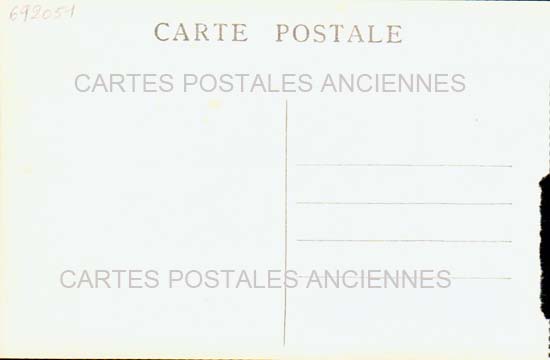 692051
CARTE POSTALE
CARTES POSTALES ANCIENNES
CARTES POSTALES ANCIENNES